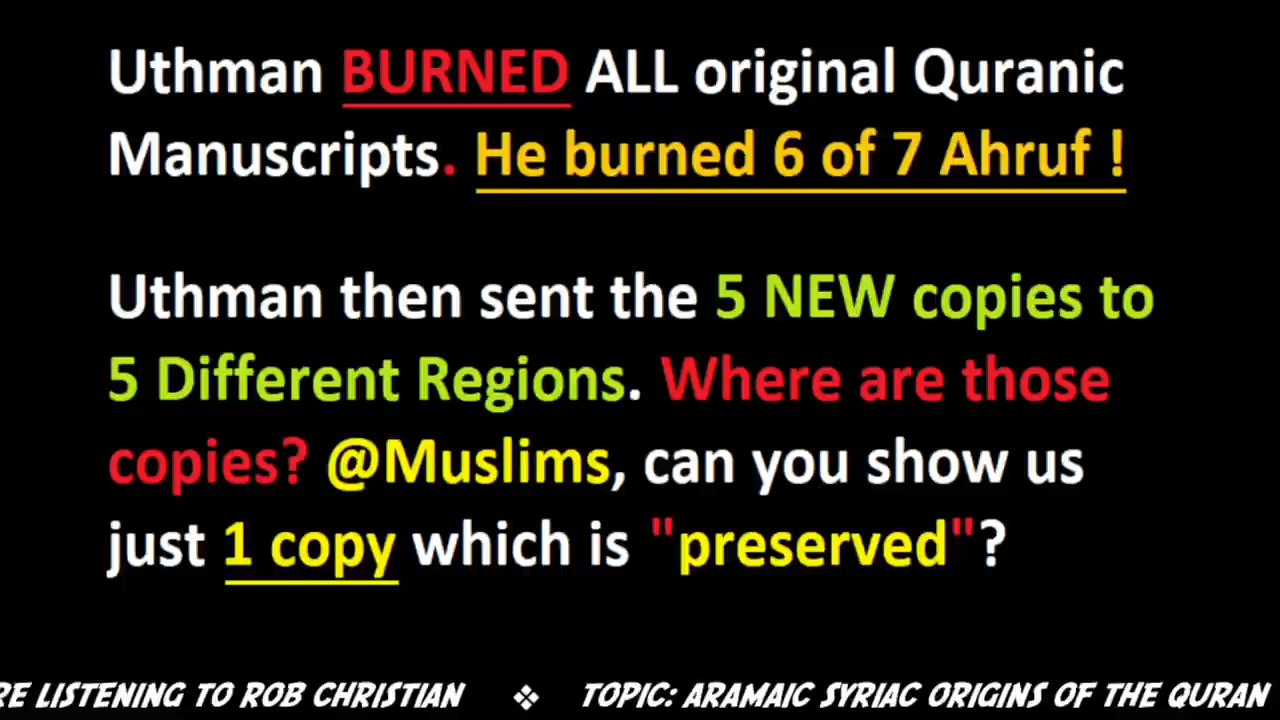 Uthman BURNED ALL original Quranic
Manuscripts. He burned 6 of 7 Ahruf !
Uthman then sent the 5 NEW copies to
5 Different Regions. Where are those
copies? @Muslims, can you show us
just 1 copy which is "preserved"?
RE LISTENING TO ROB CHRISTIAN ❖ TOPIC: ARAMAIC SYRIAC ORIGINS OF THE QURAN